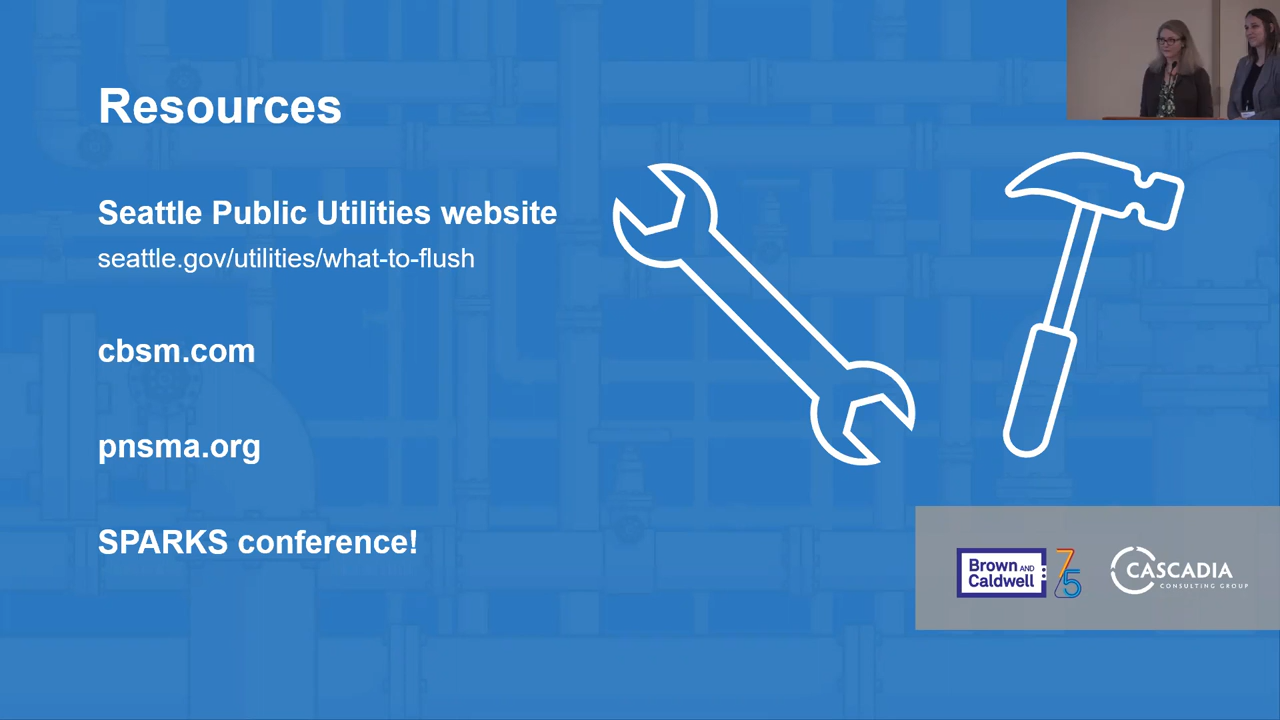 Resources
Seattle Public Utilities website
seattle.gov/utilities/what-to-flush
cbsm.com
pnsma.org
SPARKS conference!
Brown AND
Caldwell
75
CASCADIA
CONSULTING GROUP